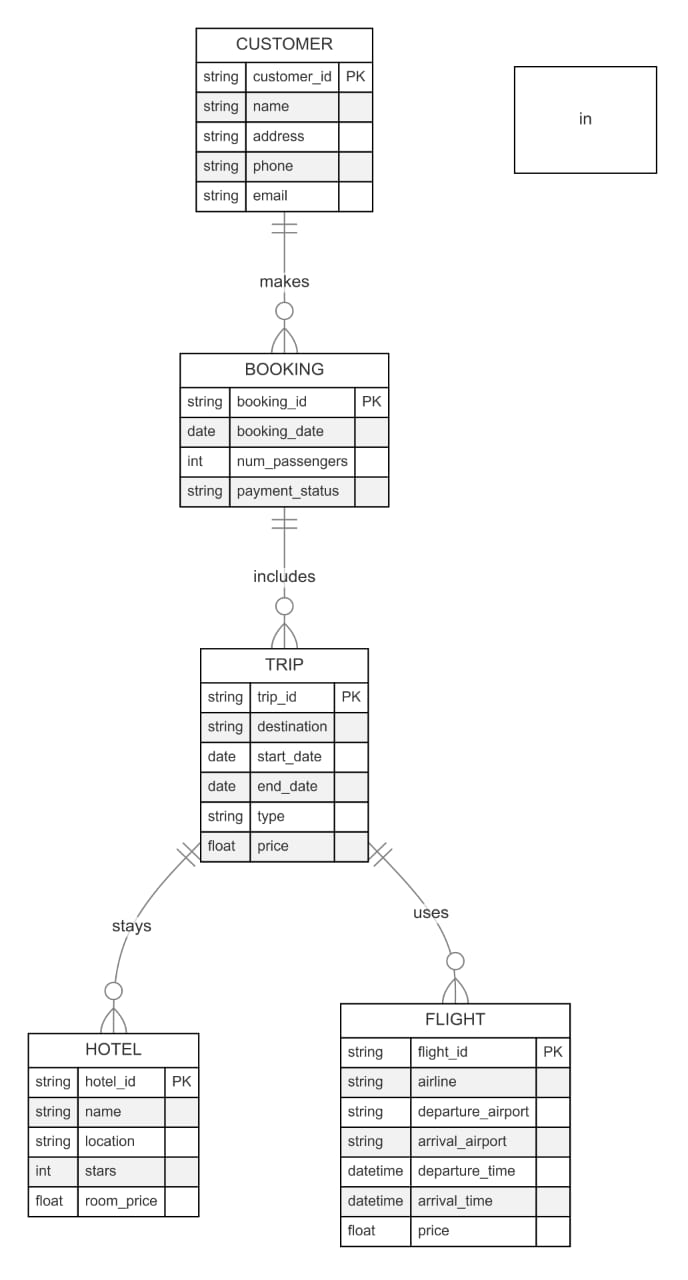 CUSTOMER
string customer_id PK
string name
string address
string phone
string email
in
makes
BOOKING
string booking_id PK
date booking_date
int num_passengers
string payment_status
includes
TRIP
string trip_id PK
string destination
date start_date
date end_date
string type
float price
stays
uses
HOTEL
string hotel_id PK
string name
string location
int stars
float room_price
FLIGHT
string flight_id PK
string airline
string departure_airport
string arrival_airport
datetime departure_time
datetime arrival_time
float price